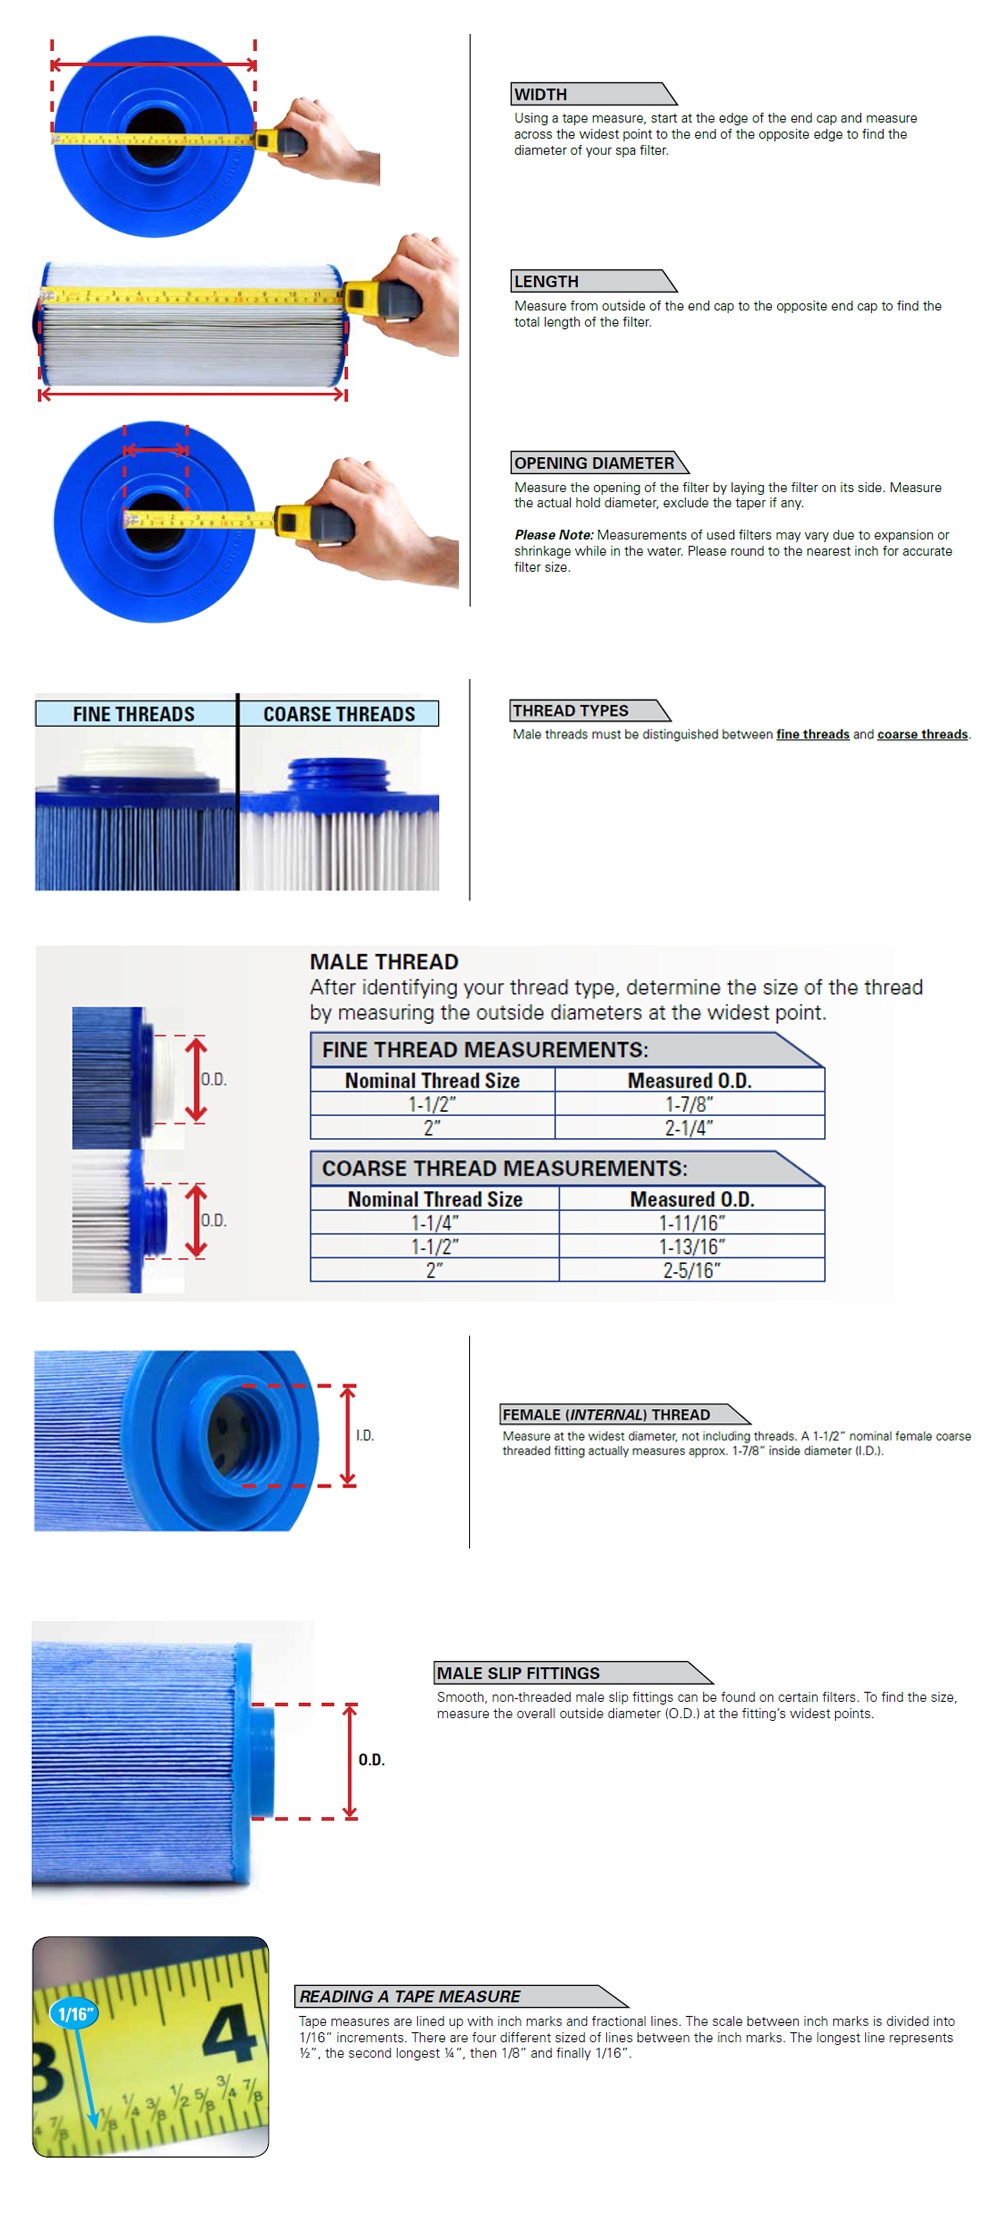 WIDTH
Using a tape measure, start at the edge of the end cap and measure
across the widest point to the end of the opposite edge to find the
diameter of your spa filter.
LENGTH
Measure from outside of the end cap to the opposite end cap to find the
total length of the filter.
OPENING DIAMETER
Measure the opening of the filter by laying the filter on its side. Measure
the actual hold diameter, exclude the taper if any.
Please Note: Measurements of used filters may vary due to expansion or
shrinkage while in the water. Please round to the nearest inch for accurate
filter size.
FINE THREADS
COARSE THREADS
THREAD TYPES
Male threads must be distinguished between fine threads and coarse threads.
MALE THREAD
After identifying your thread type, determine the size of the thread
by measuring the outside diameters at the widest point.
O.D.
O.D.
FINE THREAD MEASUREMENTS:
Nominal Thread Size Measured O.D.
1-1/2” 1-7/8”
2” 2-1/4”
COARSE THREAD MEASUREMENTS:
Nominal Thread Size Measured O.D.
1-1/4” 1-11/16”
1-1/2” 1-13/16”
2” 2-5/16”
I.D.
FEMALE (INTERNAL) THREAD
Measure at the widest diameter, not including threads. A 1-1/2” nominal female coarse
threaded fitting actually measures approx. 1-7/8” inside diameter (I.D.).
O.D.
MALE SLIP FITTINGS
Smooth, non-threaded male slip fittings can be found on certain filters. To find the size,
measure the overall outside diameter (O.D.) at the fitting’s widest points.
1/16”
4
7/8 1/8 1/4 3/8 1/2 5/8 3/4 7/8
READING A TAPE MEASURE
Tape measures are lined up with inch marks and fractional lines. The scale between inch marks is divided into
1/16” increments. There are four different sized of lines between the inch marks. The longest line represents
½”, the second longest ¼”, then 1/8” and finally 1/16”.